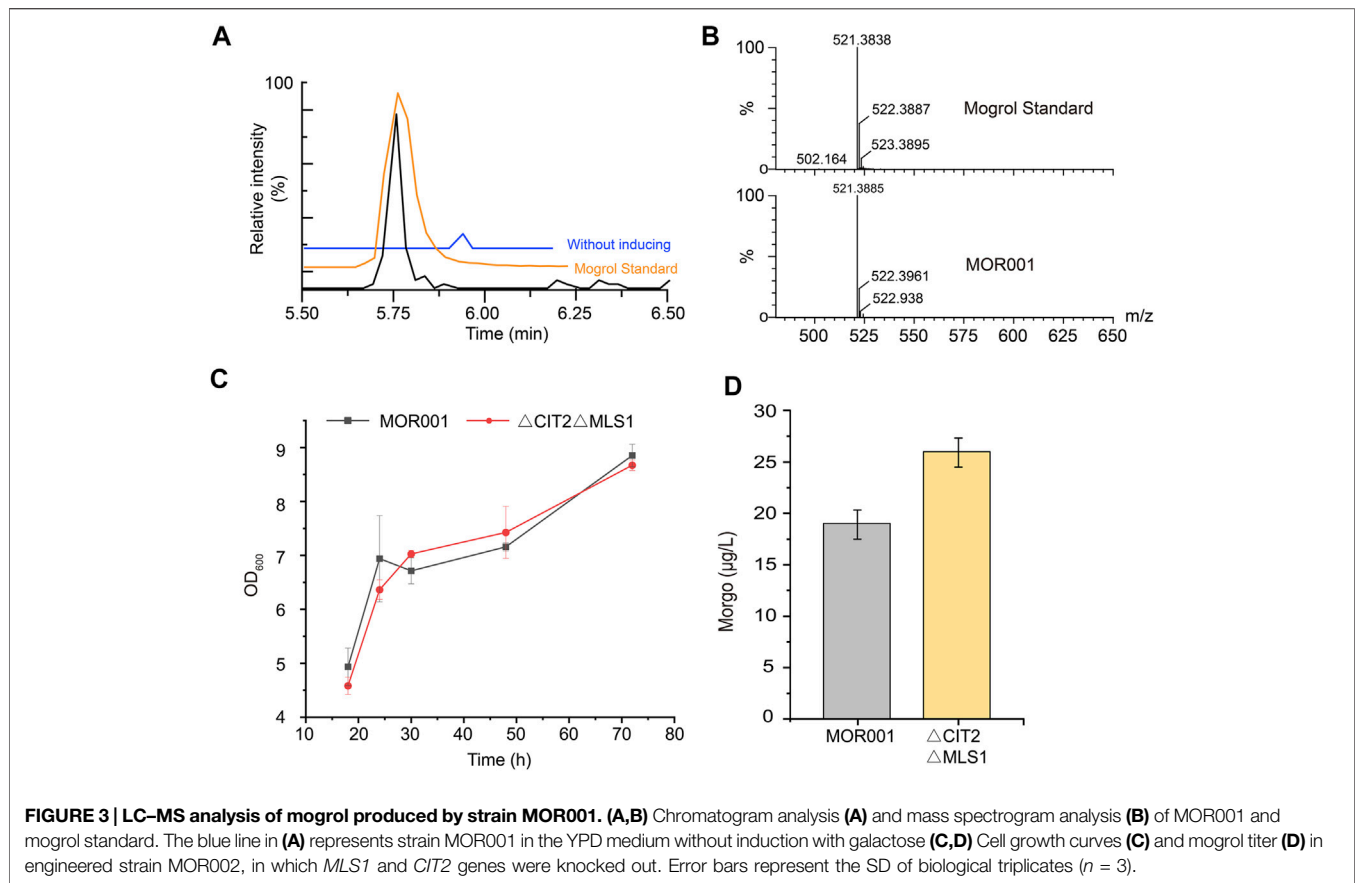 A
100
Relative intensity
(%)
Without inducing
Mogrol Standard
5.50 5.75 6.00 6.25 6.50
Time (min)
B
521.3838
100
522.3887
Mogrol Standard
%
523.3895
502.164
0
521.3885
100
MOR001
%
522.3961
522.938
0
500 525 550 575 600 625 650
m/z
C
MOR001 △CIT2△MLS1
9
8
7
6
5
4
OD600
10 20 30 40 50 60 70 80
Time (h)
D
30
25
20
15
10
5
0
Morgo (μg/L)
MOR001 △CIT2
△MLS1
FIGURE 3 | LC–MS analysis of mogrol produced by strain MOR001. (A,B) Chromatogram analysis (A) and mass spectrogram analysis (B) of MOR001 and
mogrol standard. The blue line in (A) represents strain MOR001 in the YPD medium without induction with galactose (C,D) Cell growth curves (C) and mogrol titer (D) in
engineered strain MOR002, in which MLS1 and CIT2 genes were knocked out. Error bars represent the SD of biological triplicates (n = 3).